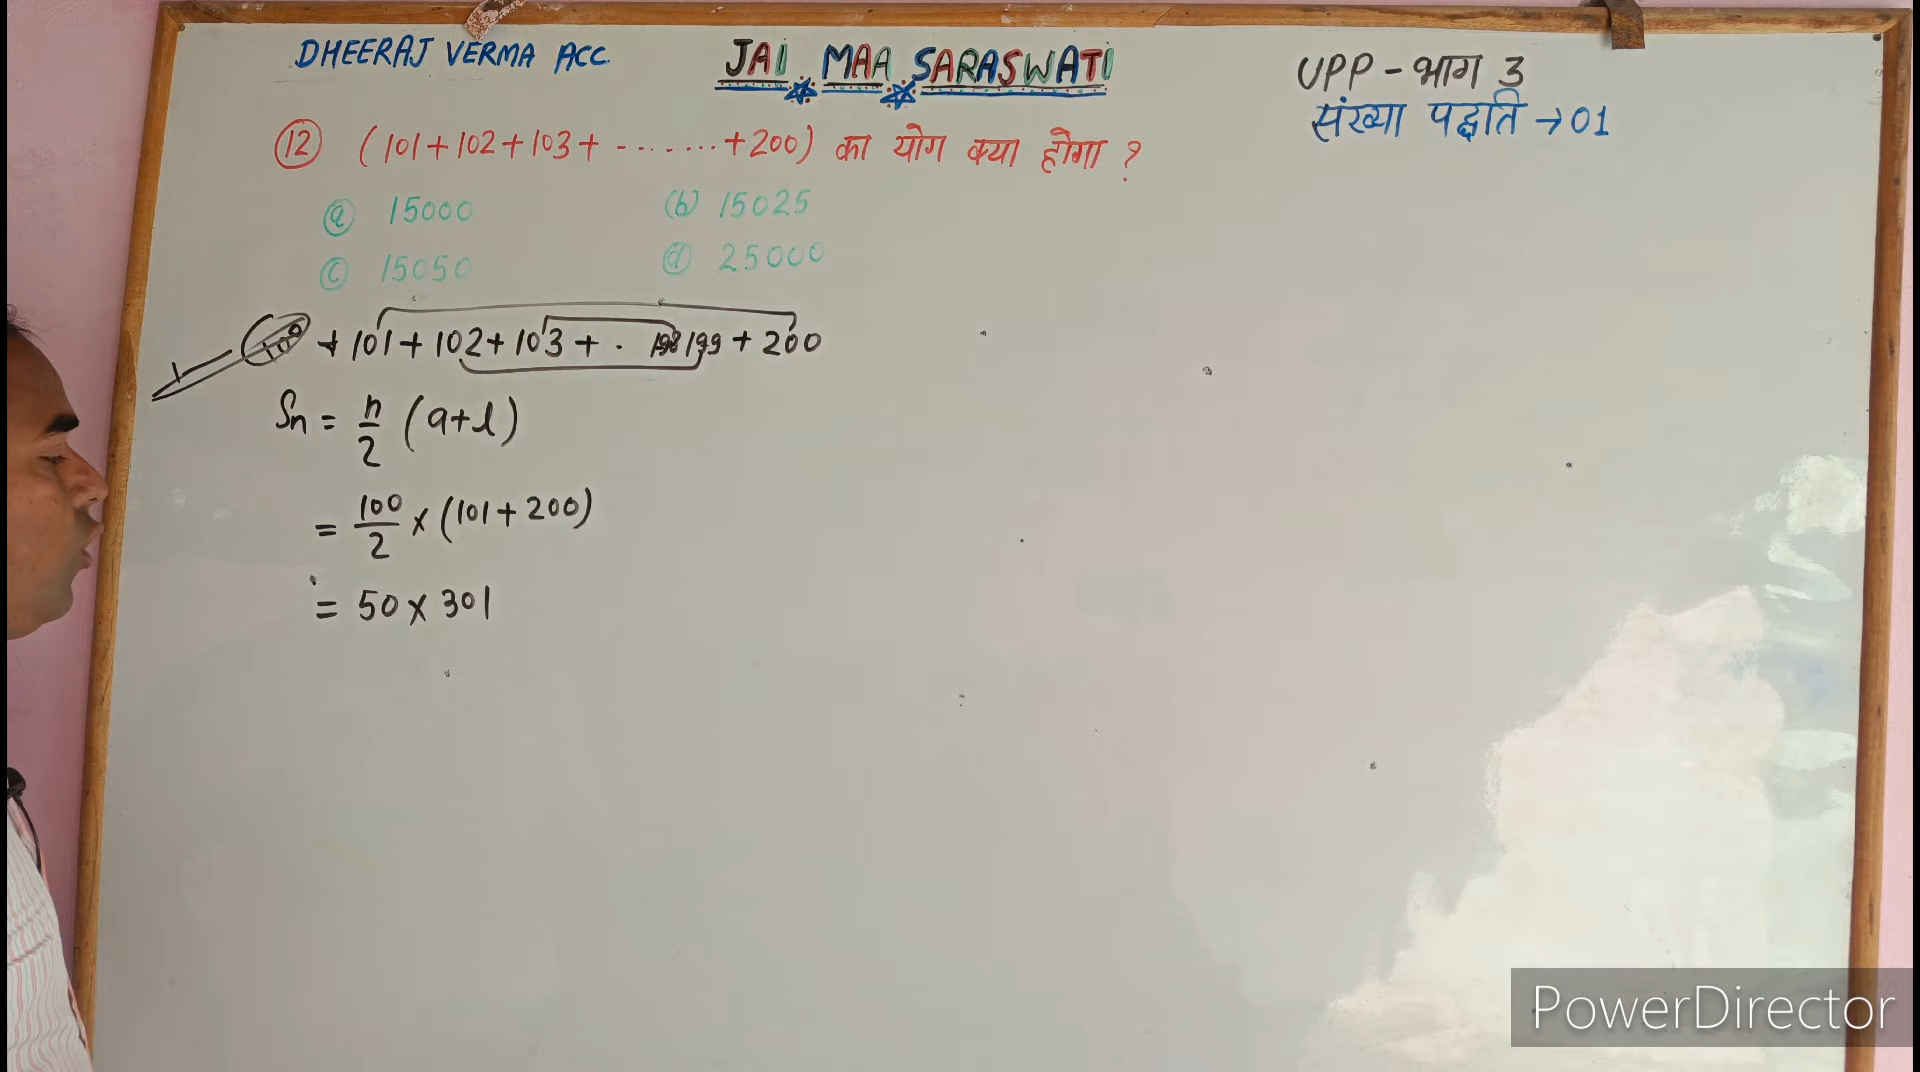 DHEERAJ VERMA ACC.
JAI MAA SARASWATI
UPP - भाग 3
संख्या पद्धति → 01
(12) (101+102+103+ ....... +200) का योग क्या होगा ?
(a) 15000 (b) 15025
(c) 15050 (d) 25000
+ 101 + 102 + 103 + . 198 199 + 200
Sn = n/2 (a+l)
= 100/2 × (101 + 200)
= 50 × 301
PowerDirector